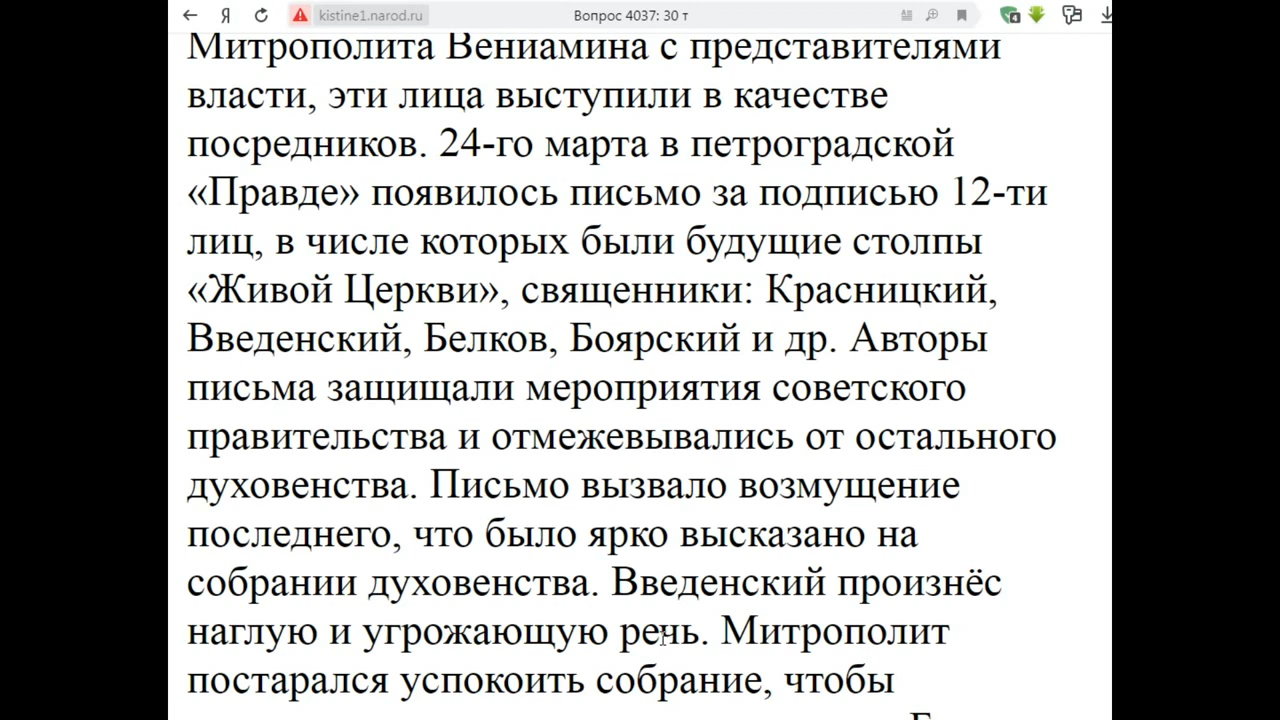 kistine1.narod.ru
Вопрос 4037: 30 т
Митрополита Вениамина с представителями
власти, эти лица выступили в качестве
посредников. 24-го марта в петроградской
«Правде» появилось письмо за подписью 12-ти
лиц, в числе которых были будущие столпы
«Живой Церкви», священники: Красницкий,
Введенский, Белков, Боярский и др. Авторы
письма защищали мероприятия советского
правительства и отмежевывались от остального
духовенства. Письмо вызвало возмущение
последнего, что было ярко высказано на
собрании духовенства. Введенский произнёс
наглую и угрожающую речь. Митрополит
постарался успокоить собрание, чтобы